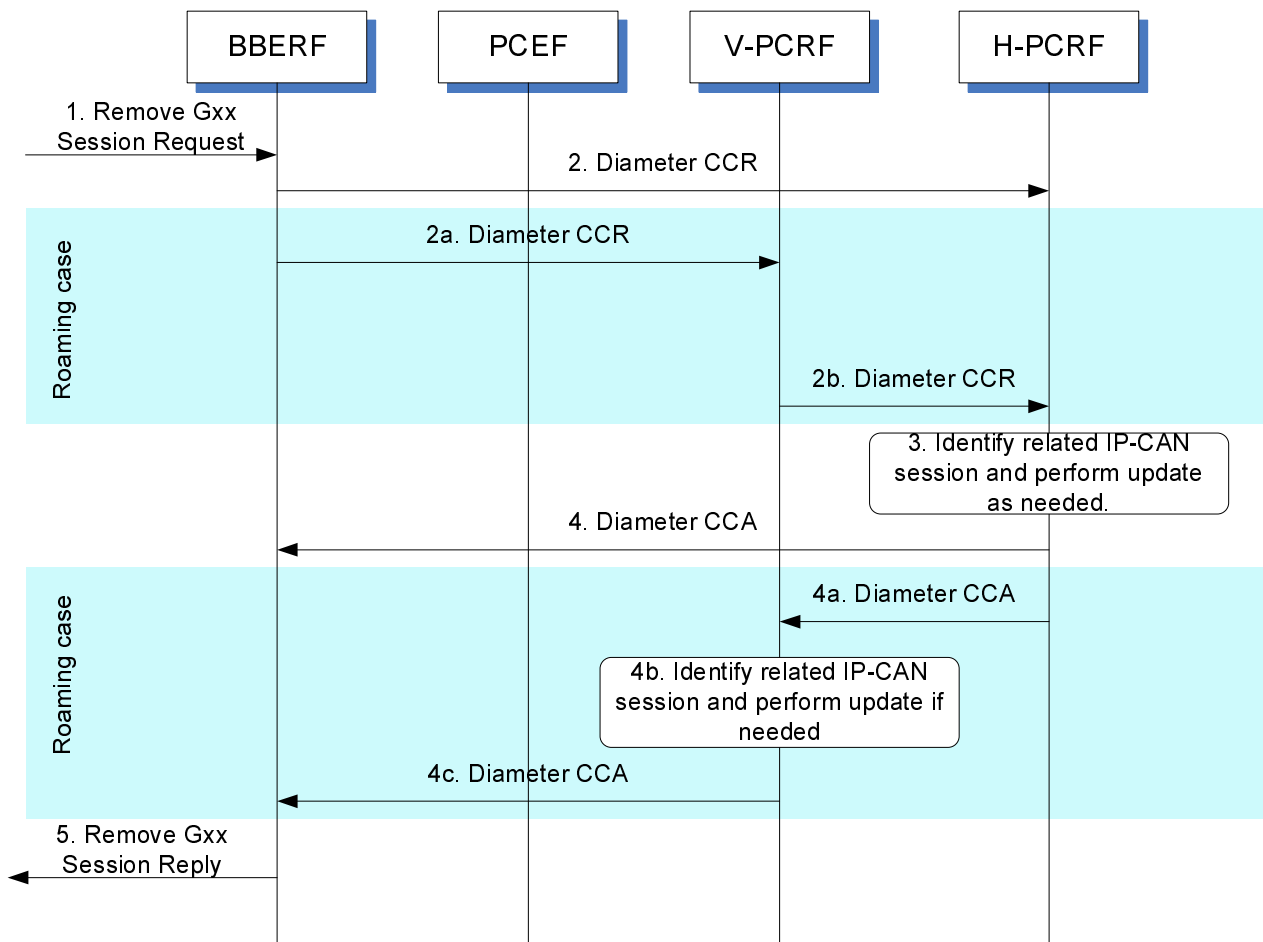 BBERF
PCEF
V-PCRF
H-PCRF
1. Remove Gxx
Session Request
2. Diameter CCR
Roaming case
2a. Diameter CCR
2b. Diameter CCR
3. Identify related IP-CAN
session and perform update
as needed.
4. Diameter CCA
Roaming case
4a. Diameter CCA
4b. Identify related IP-CAN
session and perform update if
needed
4c. Diameter CCA
5. Remove Gxx
Session Reply